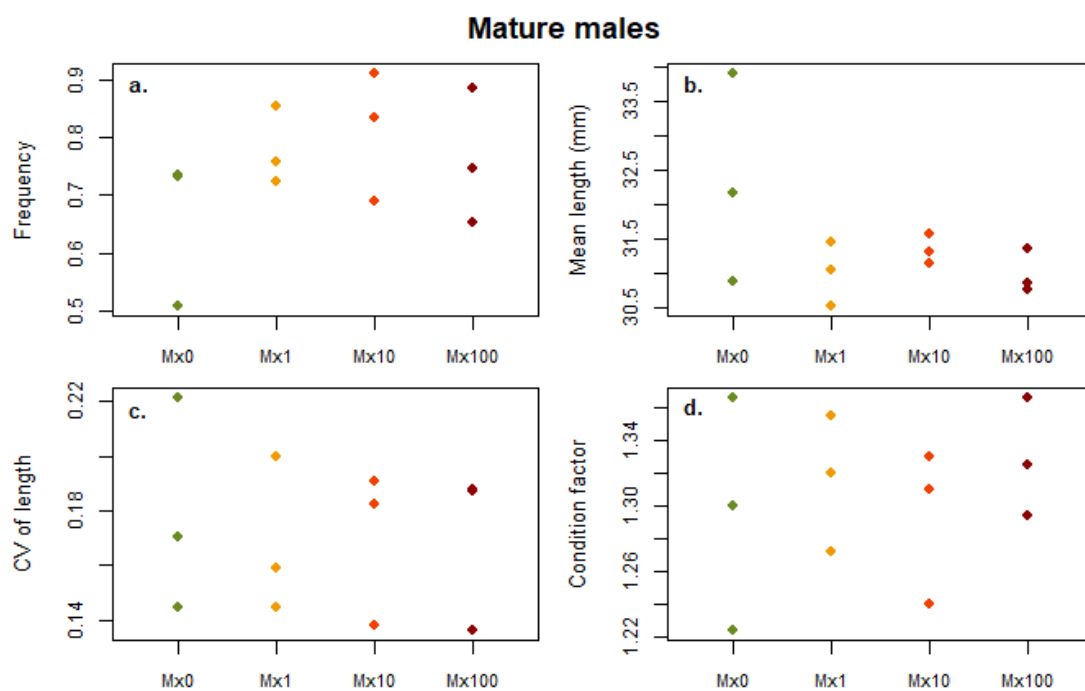 Mature males
a.
Frequency
0.9
0.8
0.7
0.6
0.5
Mx0 Mx1 Mx10 Mx100
b.
Mean length (mm)
33.5
32.5
31.5
30.5
Mx0 Mx1 Mx10 Mx100
c.
CV of length
0.22
0.18
0.14
Mx0 Mx1 Mx10 Mx100
d.
Condition factor
1.34
1.30
1.26
1.22
Mx0 Mx1 Mx10 Mx100